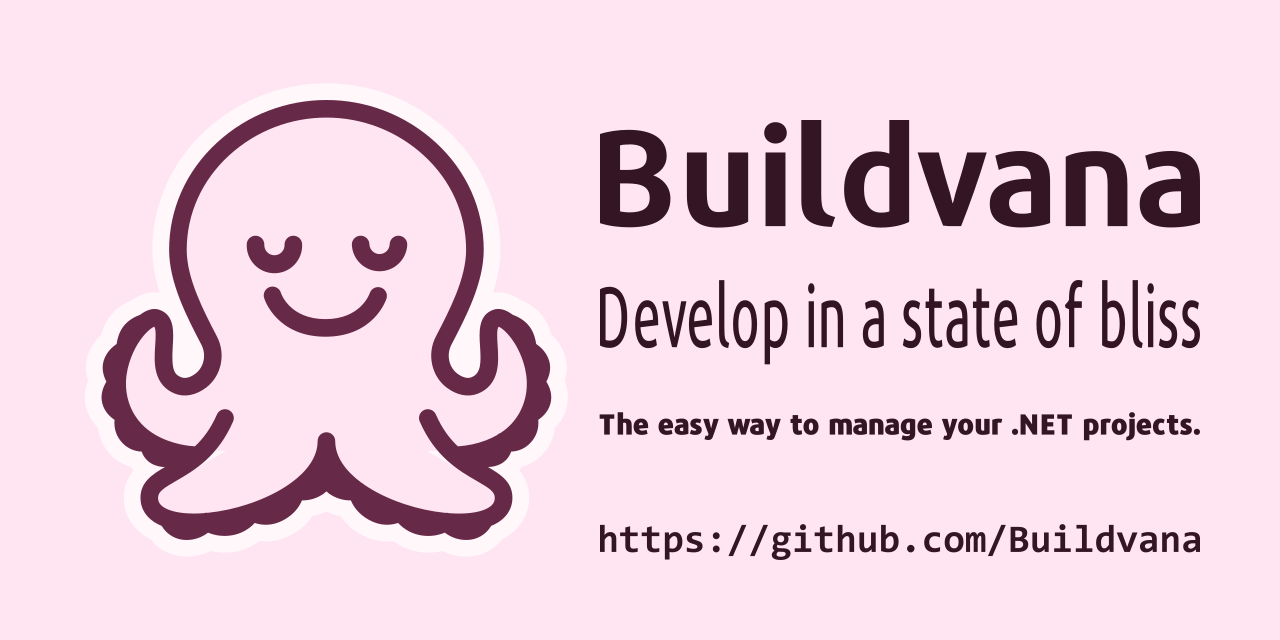 Buildvana
Develop in a state of bliss
The easy way to manage your .NET projects.
https://github.com/Buildvana